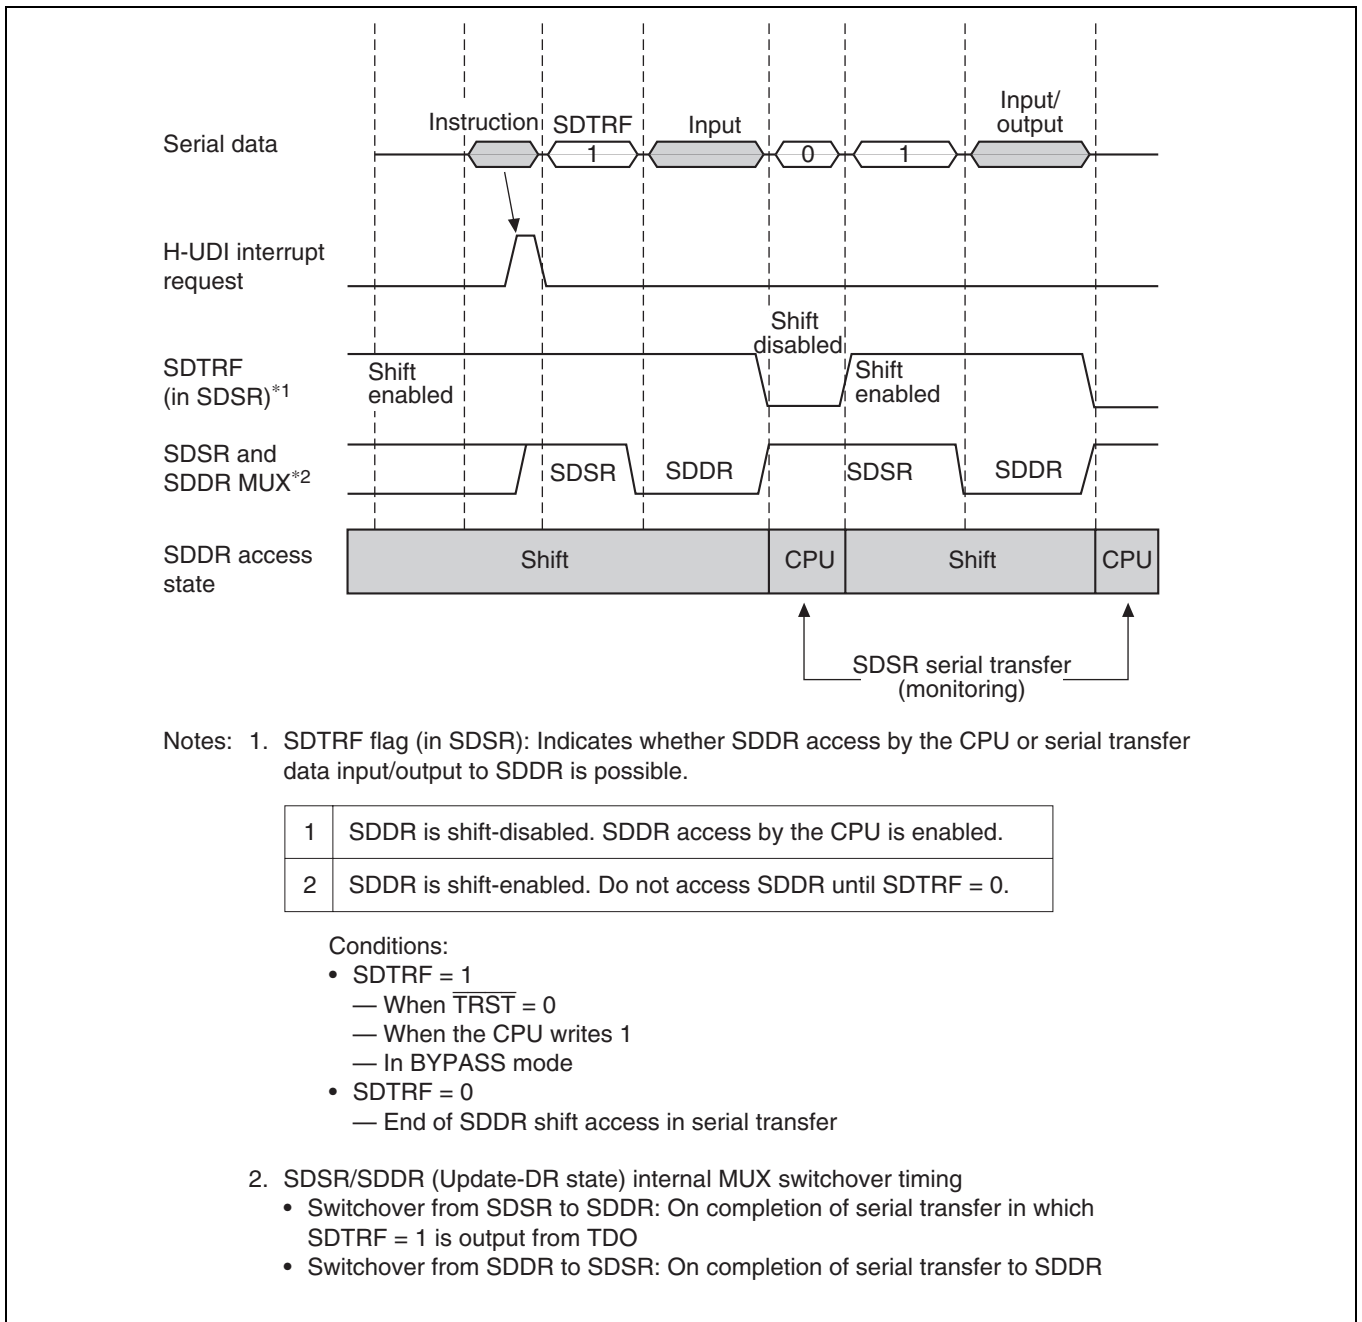 Instruction
SDTRF
Input
Input/
output
Serial data
1
0
1
H-UDI interrupt
request
Shift
disabled
SDTRF
(in SDSR)*1
Shift
enabled
Shift
enabled
SDSR and
SDDR MUX*2
SDSR
SDDR
SDSR
SDDR
SDDR access
state
Shift
CPU
Shift
CPU
SDSR serial transfer
(monitoring)
Notes: 1. SDTRF flag (in SDSR): Indicates whether SDDR access by the CPU or serial transfer
data input/output to SDDR is possible.
1 SDDR is shift-disabled. SDDR access by the CPU is enabled.
2 SDDR is shift-enabled. Do not access SDDR until SDTRF = 0.
Conditions:
• SDTRF = 1
— When T̅R̅S̅T̅ = 0
— When the CPU writes 1
— In BYPASS mode
• SDTRF = 0
— End of SDDR shift access in serial transfer
2. SDSR/SDDR (Update-DR state) internal MUX switchover timing
• Switchover from SDSR to SDDR: On completion of serial transfer in which
SDTRF = 1 is output from TDO
• Switchover from SDDR to SDSR: On completion of serial transfer to SDDR